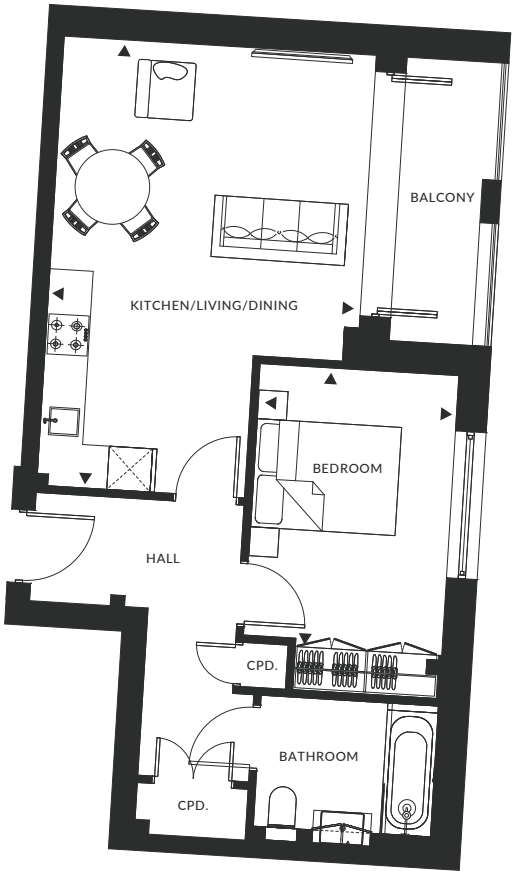 BALCONY
KITCHEN/LIVING/DINING
BEDROOM
HALL
CPD.
BATHROOM
CPD.